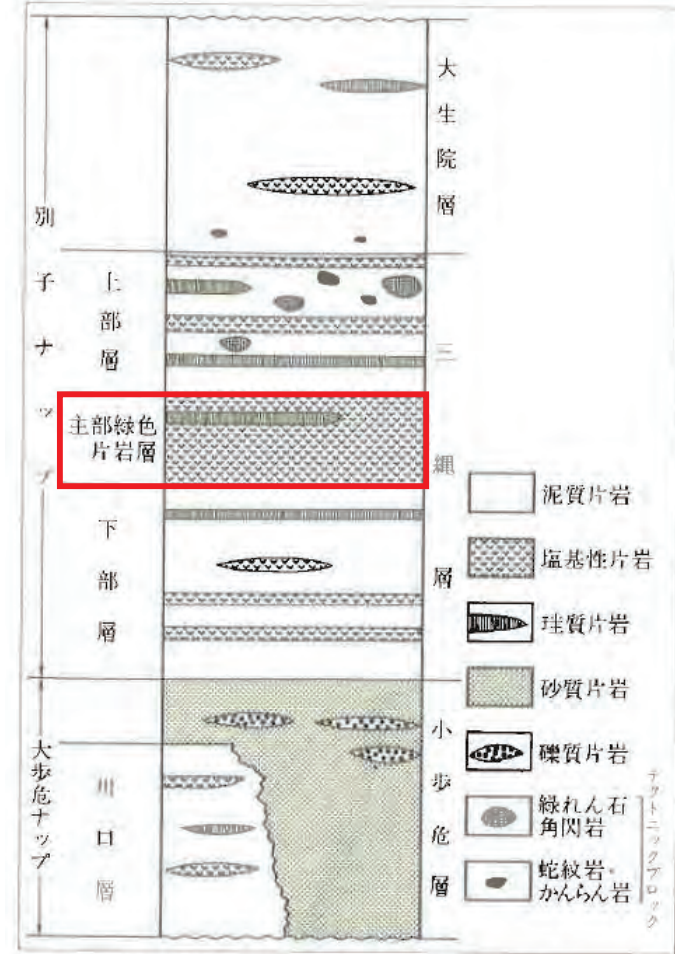 別子ナップ
大歩危ナップ
上部層
主部緑色
片岩層
下部層
川口層
大生院層
三縄層
小歩危層
泥質片岩
塩基性片岩
珪質片岩
砂質片岩
礫質片岩
緑れん石
角閃岩
蛇紋岩・
かんらん岩
テクトニックブロック